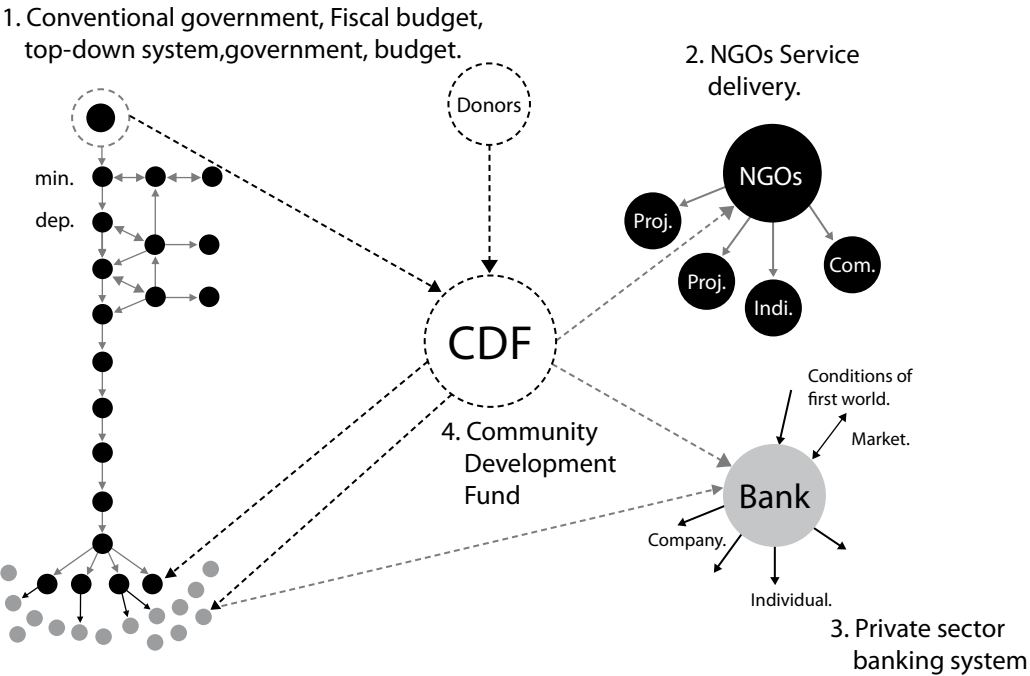 1. Conventional government, Fiscal budget,
top-down system,government, budget.
Donors
2. NGOs Service
delivery.
min.
dep.
NGOs
Proj.
Proj.
Indi.
Com.
CDF
4. Community
Development
Fund
Conditions of
first world.
Market.
Bank
Company.
Individual.
3. Private sector
banking system